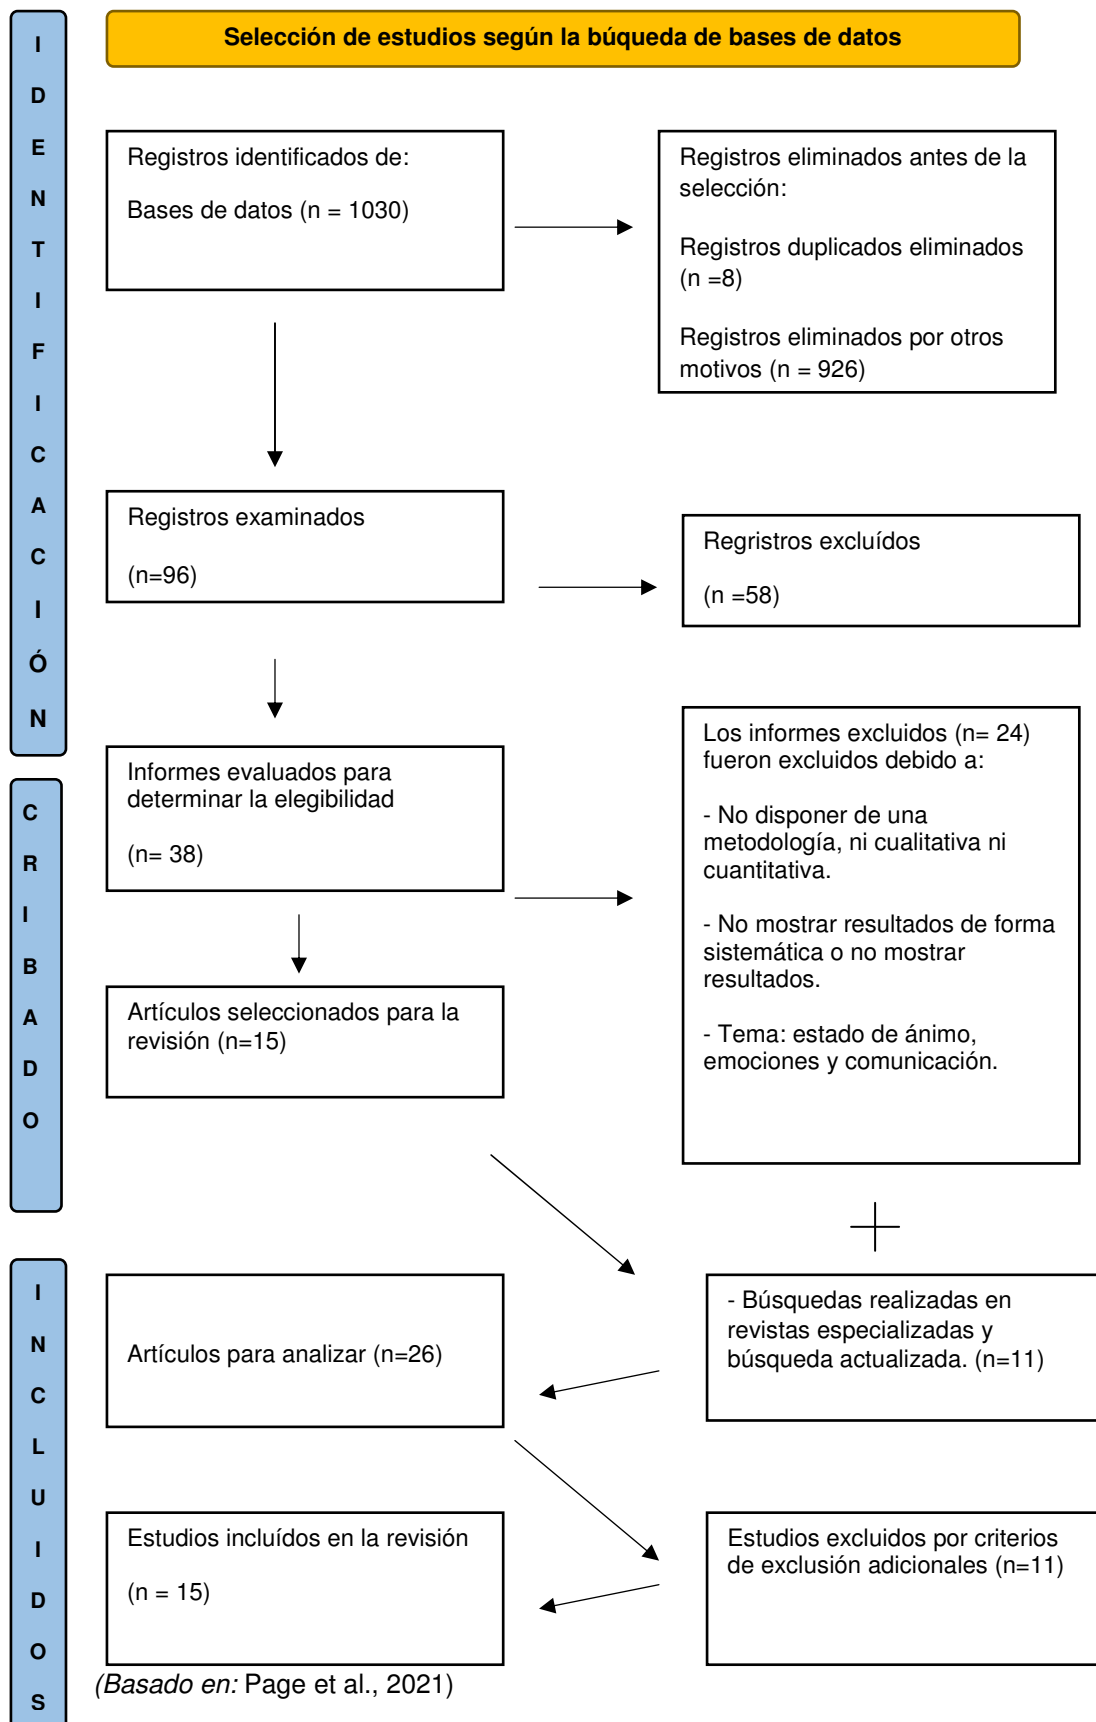 Selección de estudios según la búqueda de bases de datos
IDENTIFICACIÓN
Registros identificados de:
Bases de datos (n = 1030)
Registros eliminados antes de la
selección:
Registros duplicados eliminados
(n =8)
Registros eliminados por otros
motivos (n = 926)
Registros examinados
(n=96)
Regristros excluídos
(n =58)
CRIBADO
Informes evaluados para
determinar la elegibilidad
(n= 38)
Los informes excluidos (n= 24)
fueron excluidos debido a:
- No disponer de una
metodología, ni cualitativa ni
cuantitativa.
- No mostrar resultados de forma
sistemática o no mostrar
resultados.
- Tema: estado de ánimo,
emociones y comunicación.
Artículos seleccionados para la
revisión (n=15)
INCLUIDOS
Artículos para analizar (n=26)
- Búsquedas realizadas en
revistas especializadas y
búsqueda actualizada. (n=11)
Estudios incluídos en la revisión
(n = 15)
Estudios excluidos por criterios
de exclusión adicionales (n=11)
(Basado en: Page et al., 2021)